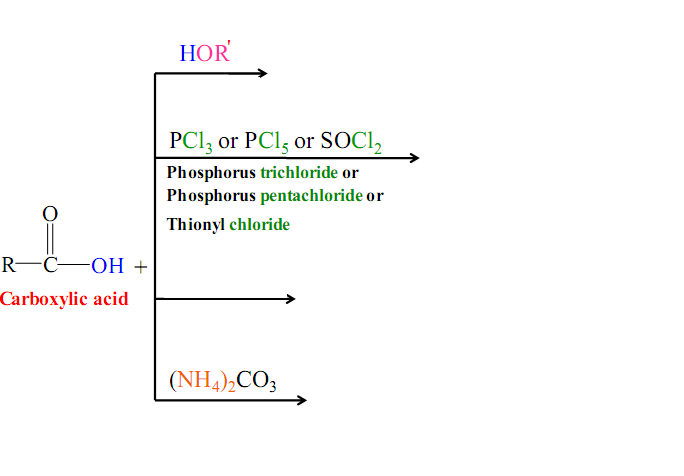 HOR'
PCl₃ or PCl₅ or SOCl₂
Phosphorus trichloride or
Phosphorus pentachloride or
Thionyl chloride
O
R—C—OH +
Carboxylic acid
(NH₄)₂CO₃